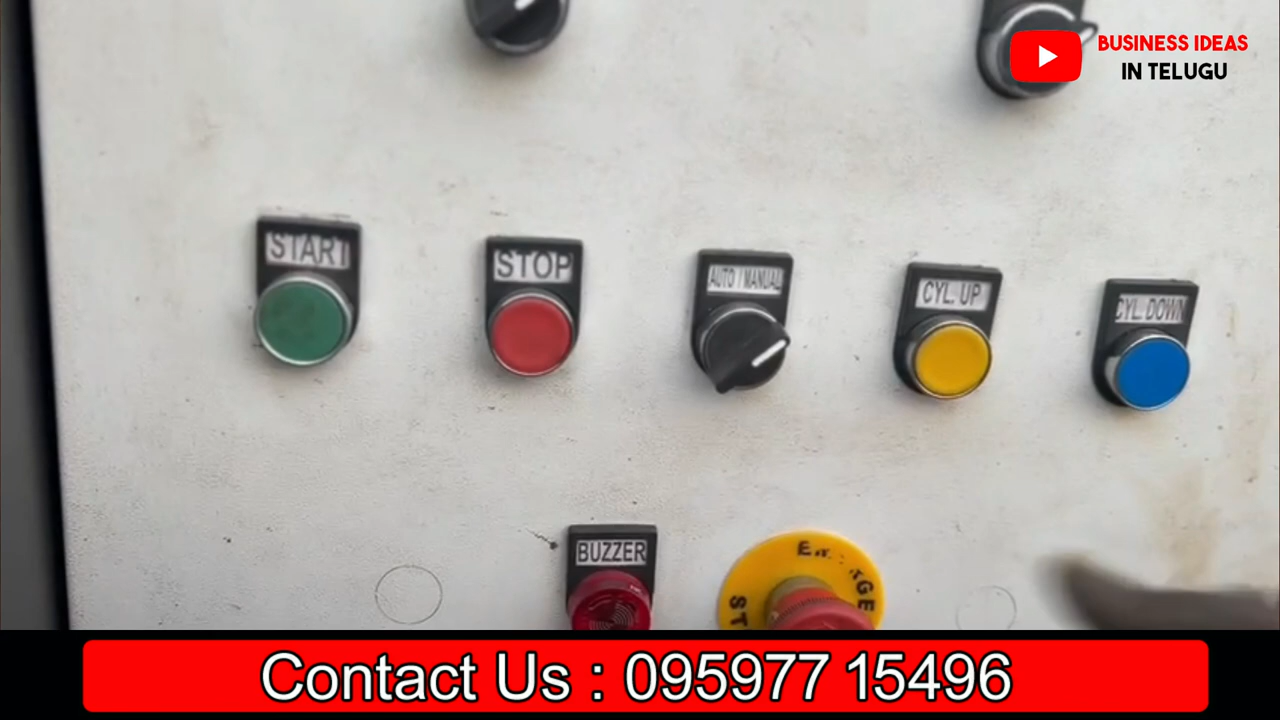 BUSINESS IDEAS
IN TELUGU
START
STOP
AUTO / MANUAL
CYL. UP
CYL. DOWN
BUZZER
Contact Us : 095977 15496